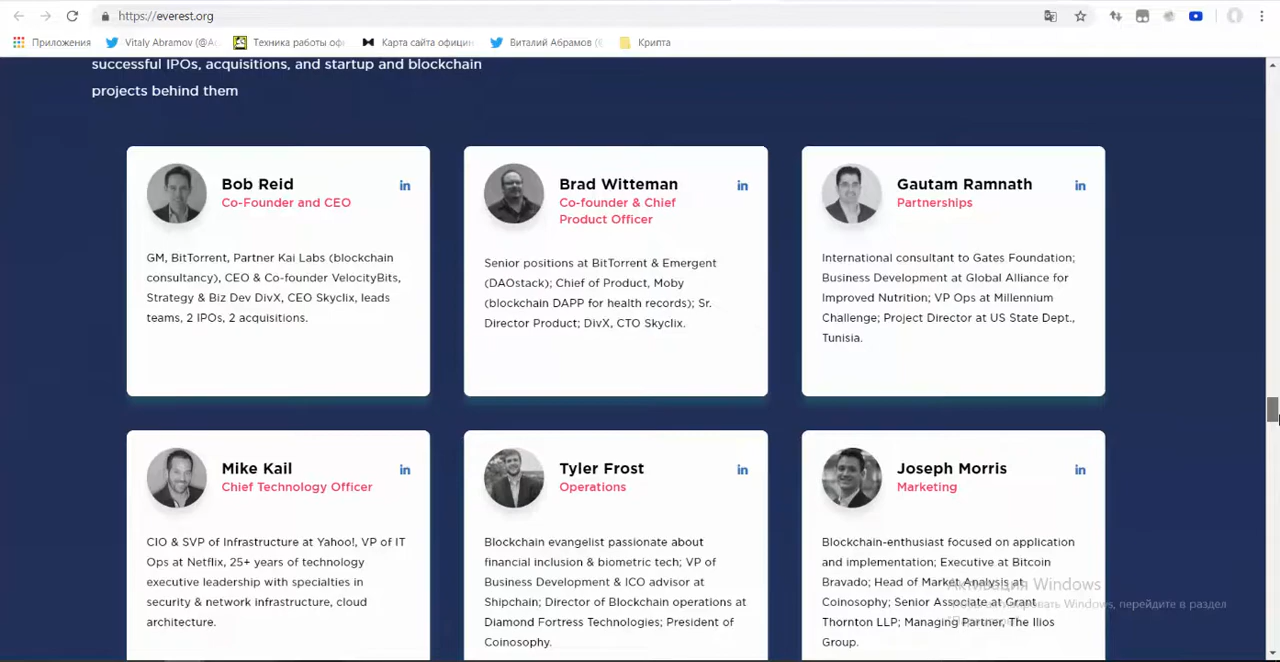 https://everest.org
Приложения
Vitaly Abramov (@Ac
Техника работы оф
Карта сайта официн
Виталий Абрамов (@
Крипта
successful IPOs, acquisitions, and startup and blockchain
projects behind them
Bob Reid
in
Co-Founder and CEO
GM, BitTorrent, Partner Kai Labs (blockchain
consultancy), CEO & Co-founder VelocityBits,
Strategy & Biz Dev DivX, CEO Skyclix, leads
teams, 2 IPOs, 2 acquisitions.
Brad Witteman
in
Co-founder & Chief
Product Officer
Senior positions at BitTorrent & Emergent
(DAOstack); Chief of Product, Moby
(blockchain DAPP for health records); Sr.
Director Product; DivX, CTO Skyclix.
Gautam Ramnath
in
Partnerships
International consultant to Gates Foundation;
Business Development at Global Alliance for
Improved Nutrition; VP Ops at Millennium
Challenge; Project Director at US State Dept.,
Tunisia.
Mike Kail
in
Chief Technology Officer
CIO & SVP of Infrastructure at Yahoo!, VP of IT
Ops at Netflix, 25+ years of technology
executive leadership with specialties in
security & network infrastructure, cloud
architecture.
Tyler Frost
in
Operations
Blockchain evangelist passionate about
financial inclusion & biometric tech; VP of
Business Development & ICO advisor at
Shipchain; Director of Blockchain operations at
Diamond Fortress Technologies; President of
Coinosophy.
Joseph Morris
in
Marketing
Blockchain-enthusiast focused on application
and implementation; Executive at Bitcoin
Bravado; Head of Market Analysis at
Coinosophy; Senior Associate at Grant
Thornton LLP; Managing Partner, The Ilios
Group.
Активация Windows
Windows, перейдите в раздел